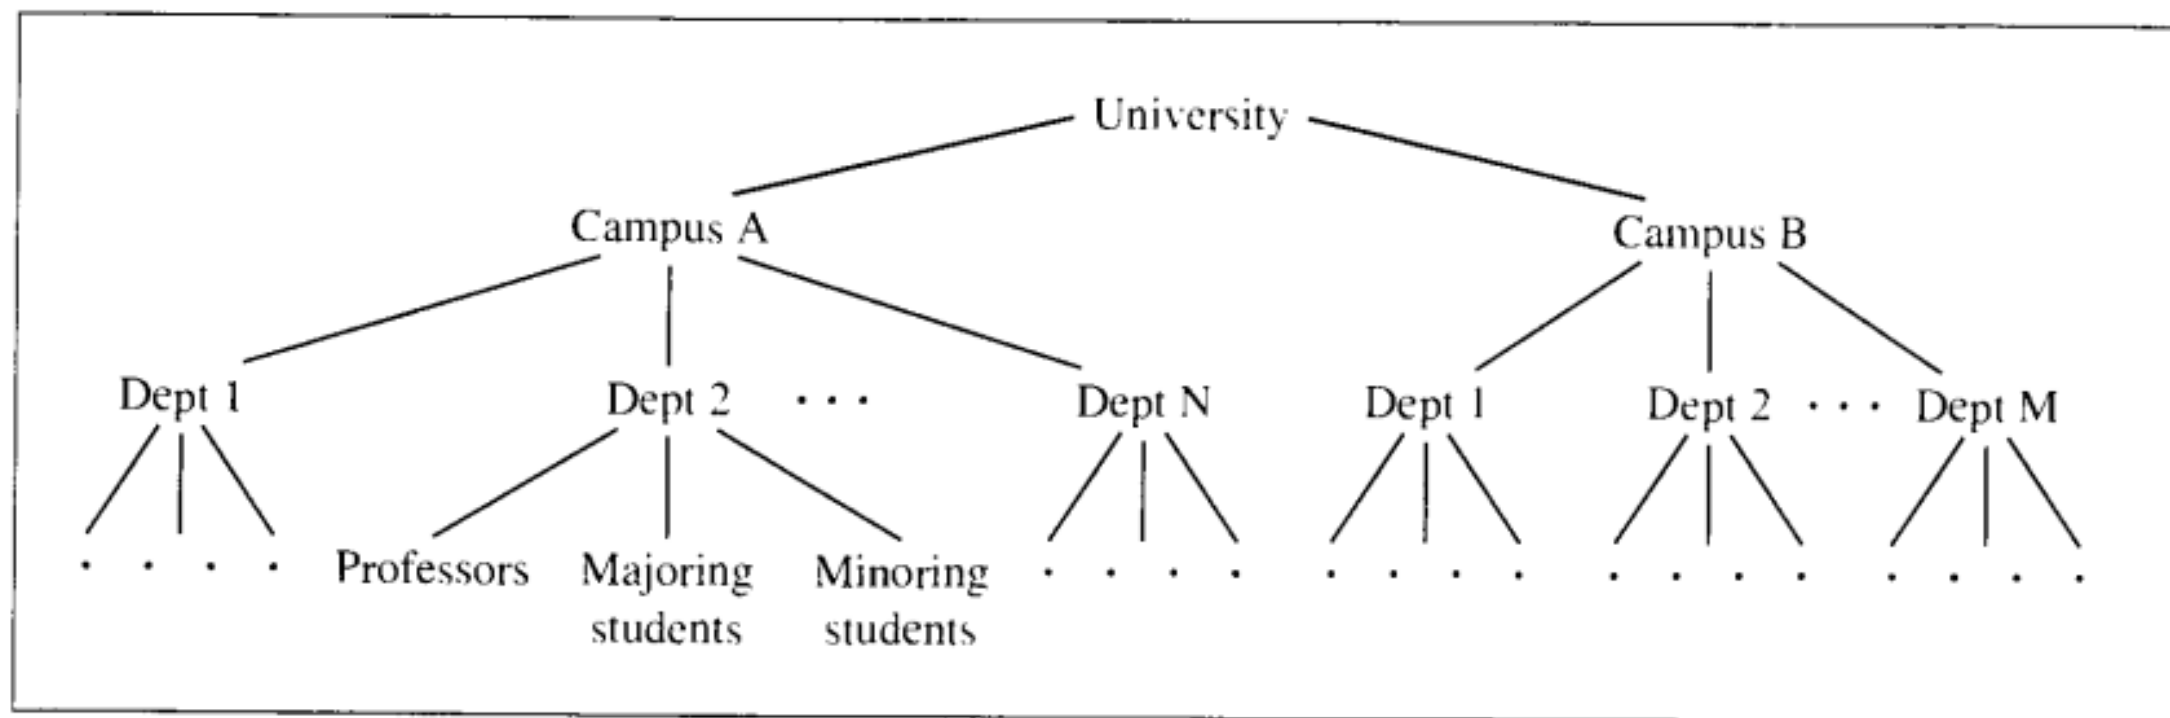 University
Campus A Campus B
Dept 1 Dept 2 · · · Dept N Dept 1 Dept 2 · · · Dept M
· · · · Professors Majoring Minoring · · · · · · · · · · · · · · · ·
students students